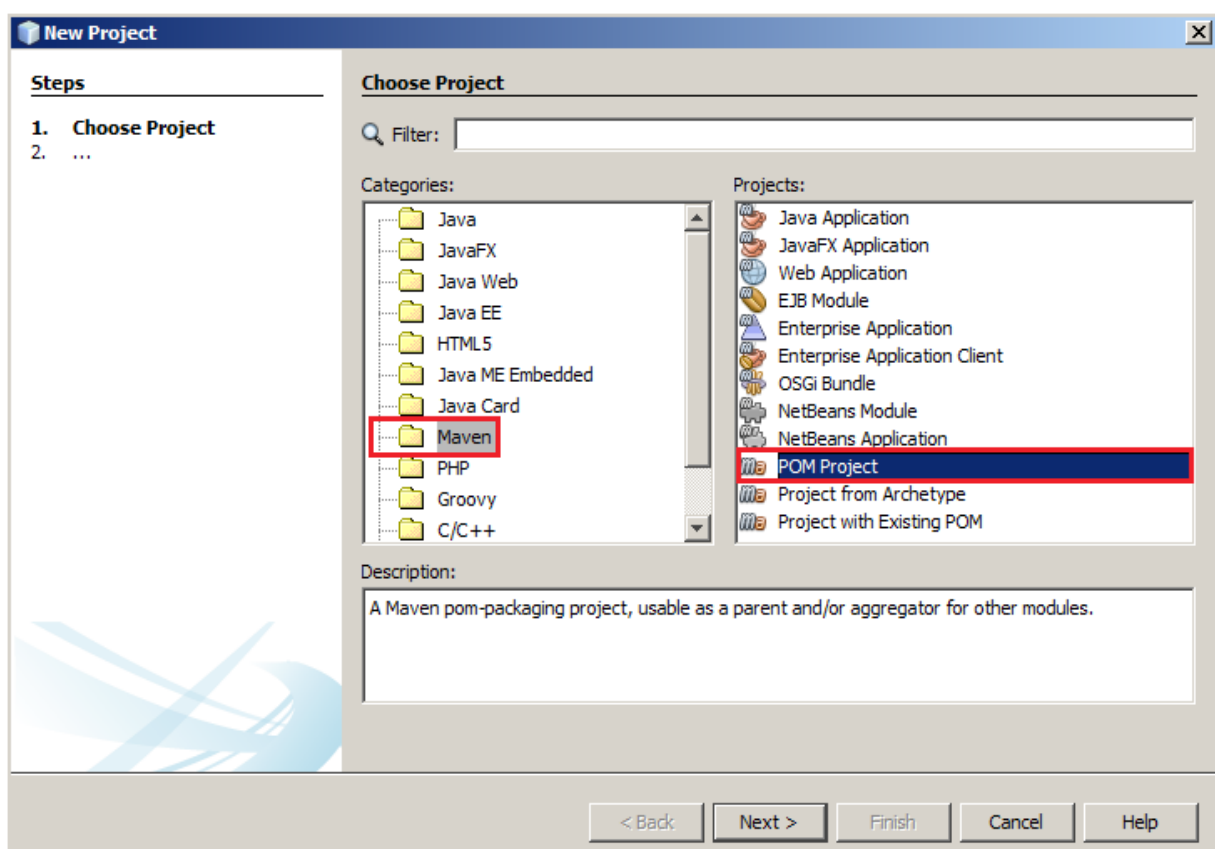 New Project
Steps
1. Choose Project
2. ...
Choose Project
Filter:
Categories:
Java
JavaFX
Java Web
Java EE
HTML5
Java ME Embedded
Java Card
Maven
PHP
Groovy
C/C++
Projects:
Java Application
JavaFX Application
Web Application
EJB Module
Enterprise Application
Enterprise Application Client
OSGi Bundle
NetBeans Module
NetBeans Application
POM Project
Project from Archetype
Project with Existing POM
Description:
A Maven pom-packaging project, usable as a parent and/or aggregator for other modules.
< Back
Next >
Finish
Cancel
Help